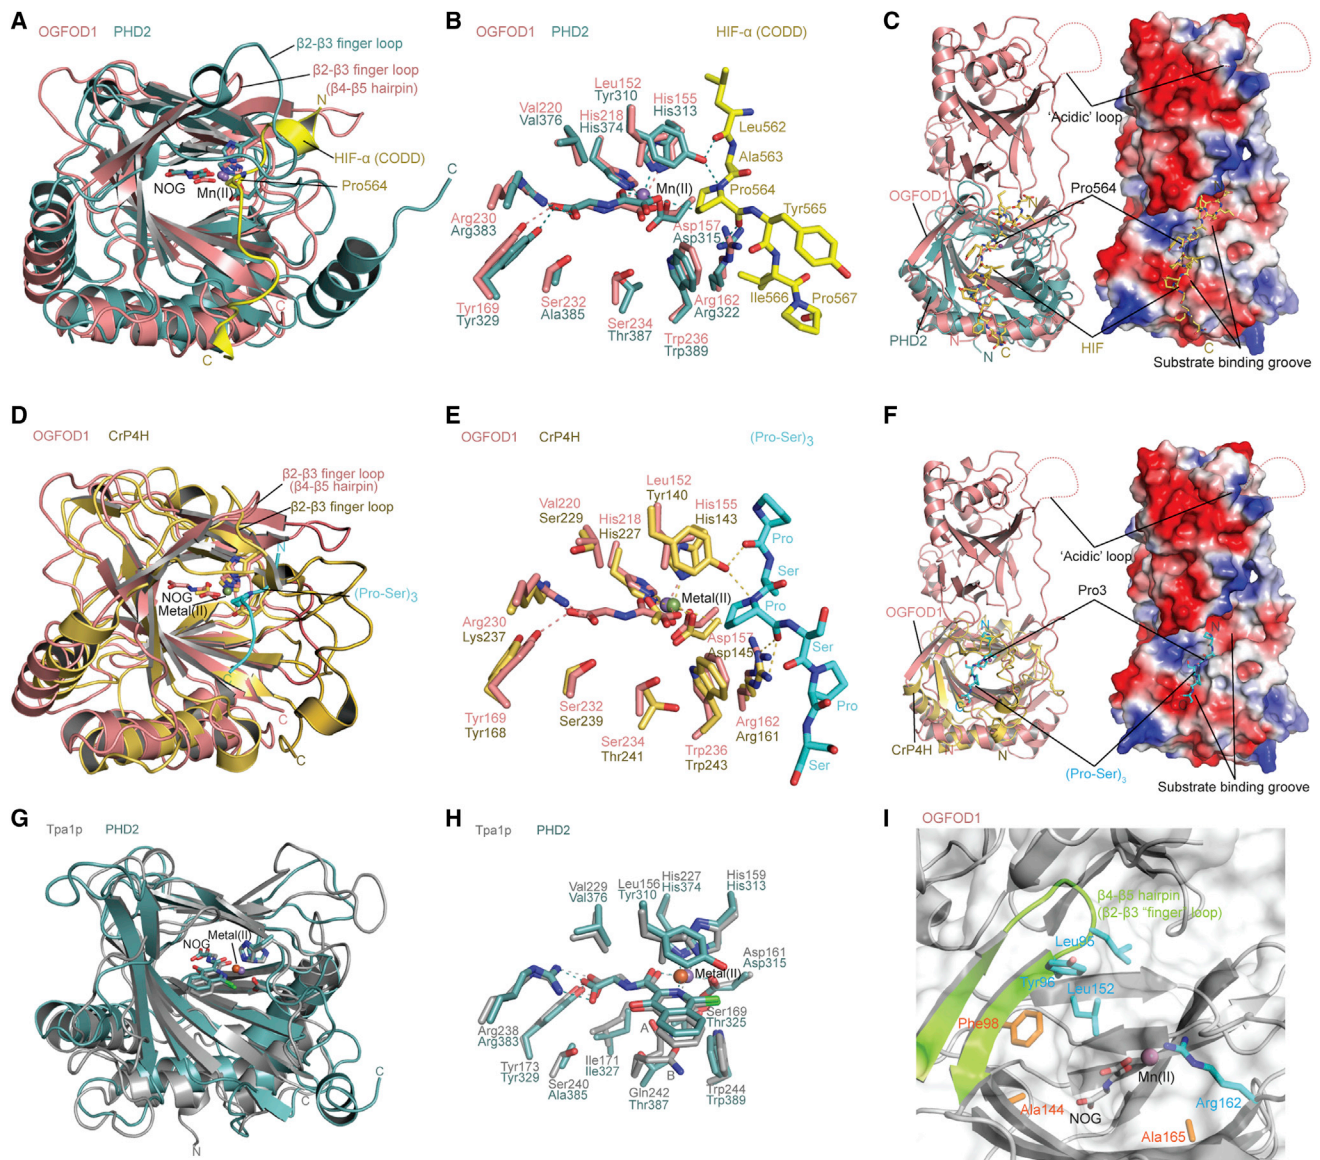 A
OGFOD1 PHD2
β2-β3 finger loop
β2-β3 finger loop
(β4-β5 hairpin)
N
HIF-α (CODD)
Pro564
NOG
Mn(II)
C
C
C
B
OGFOD1 PHD2
HIF-α (CODD)
Leu152
Tyr310
Val220
Val376
His218
His374
His155
His313
Leu562
Ala563
Mn(II)
Pro564
Tyr565
Arg230
Arg383
Asp157
Asp315
Ile566
Pro567
Tyr169
Tyr329
Ser232
Ala385
Ser234
Thr387
Arg162
Arg322
Trp236
Trp389
C
'Acidic' loop
OGFOD1
Pro564
N
PHD2
N
N
C
HIF
C
Substrate binding groove
D
OGFOD1 CrP4H
β2-β3 finger loop
(β4-β5 hairpin)
β2-β3 finger loop
N
NOG
Metal(II)
(Pro-Ser)3
C
C
C
E
OGFOD1 CrP4H
(Pro-Ser)3
Leu152
Tyr140
Val220
Ser229
His218
His227
His155
His143
Pro
Ser
Metal(II)
Pro
Arg230
Lys237
Asp157
Asp145
Ser
Pro
Tyr169
Tyr168
Ser232
Ser239
Ser234
Thr241
Arg162
Arg161
Trp236
Trp243
Ser
F
'Acidic' loop
Pro3
OGFOD1
N
N
C
CrP4H
N
N
(Pro-Ser)3
Substrate binding groove
G
Tpa1p PHD2
Metal(II)
NOG
C
C
N
H
Tpa1p PHD2
Val229
Val376
Leu156
Tyr310
His227
His374
His159
His313
Asp161
Asp315
Metal(II)
Arg238
Arg383
Ser169
Thr325
A
B
Tyr173
Tyr329
Ser240
Ala385
Ile171
Ile327
Gln242
Thr387
Trp244
Trp389
I
OGFOD1
β4-β5 hairpin
(β2-β3 "finger" loop)
Leu95
Tyr96
Leu152
Phe98
Mn(II)
Ala144
NOG
Arg162
Ala165